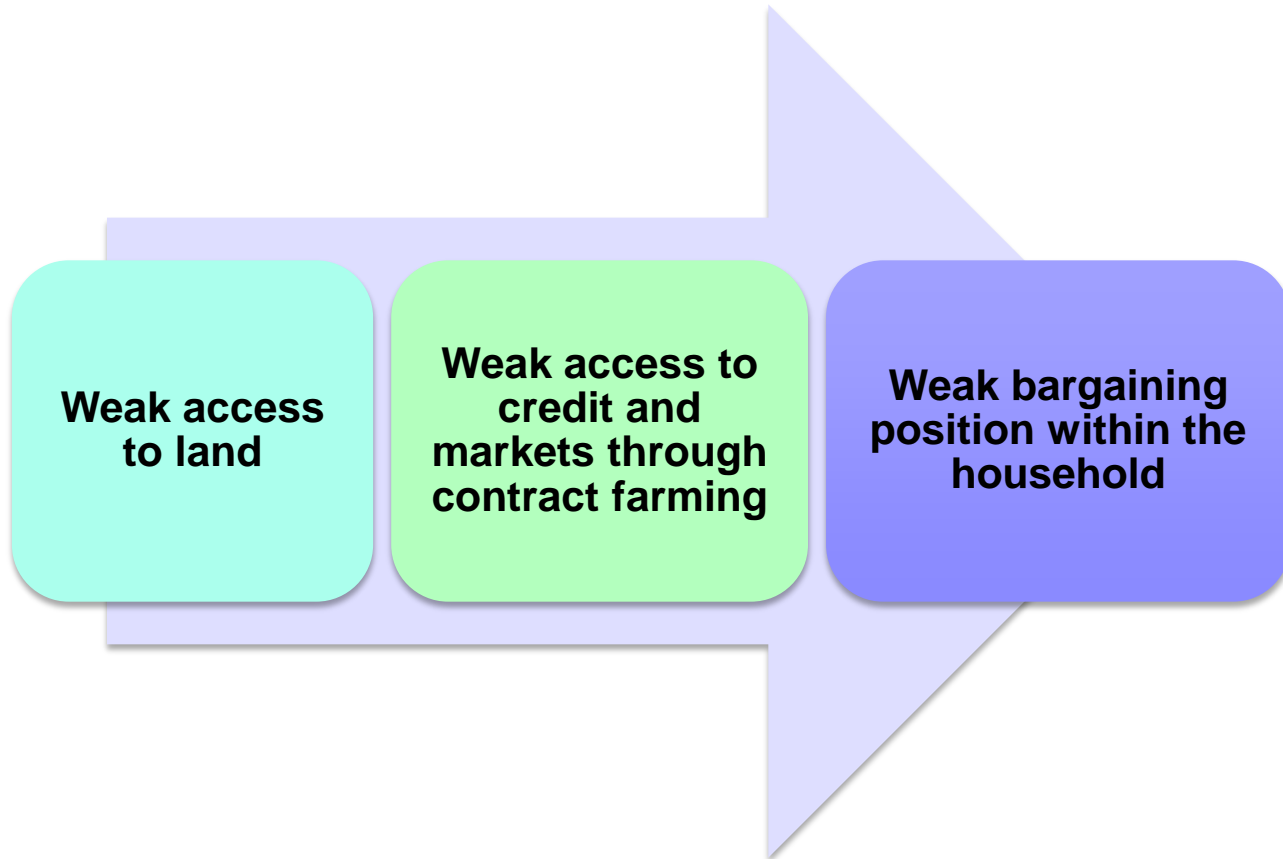 Weak access
to land
Weak access to
credit and
markets through
contract farming
Weak bargaining
position within the
household